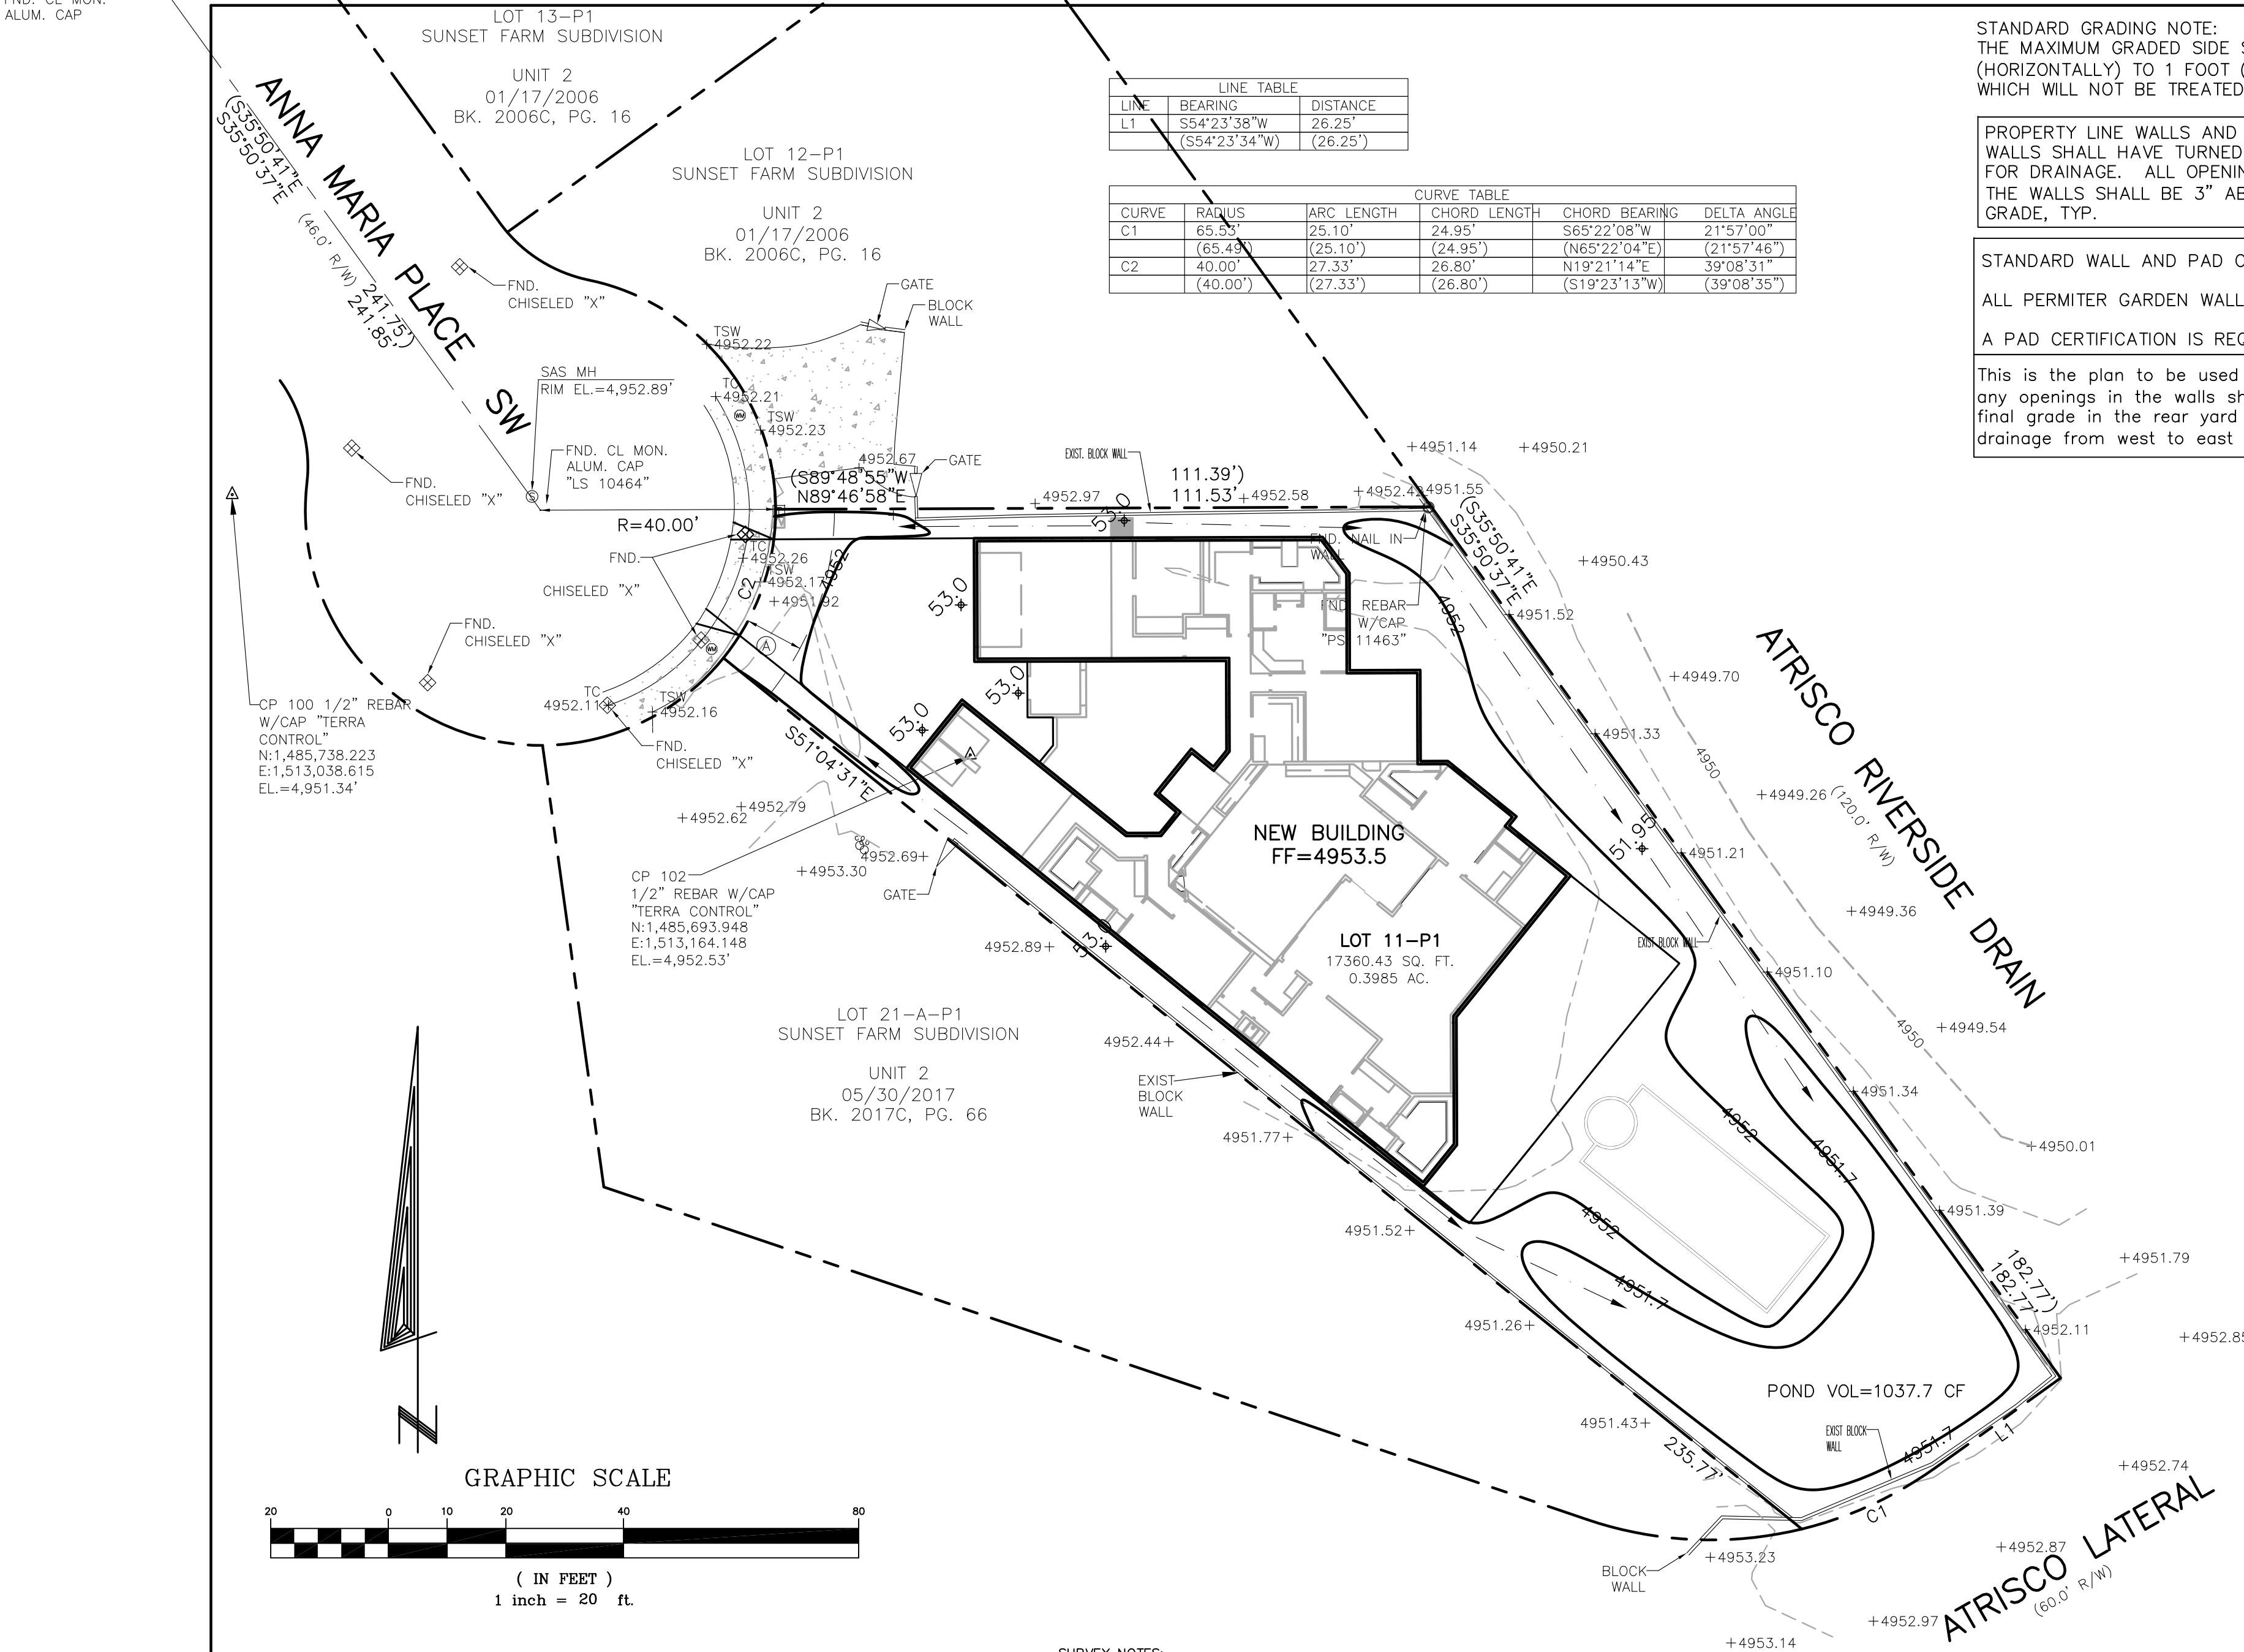 FND. CL MON.
ALUM. CAP
LOT 13-P1
SUNSET FARM SUBDIVISION
UNIT 2
01/17/2006
BK. 2006C, PG. 16
ANNA MARIA PLACE SW
(S35°50'41"E
S35°50'37"E
(46.0' R/W)
241.75')
241.85'
LOT 12-P1
SUNSET FARM SUBDIVISION
UNIT 2
01/17/2006
BK. 2006C, PG. 16
LINE TABLE
LINE BEARING DISTANCE
L1 S54°23'38"W 26.25'
(S54°23'34"W) (26.25')
CURVE TABLE
CURVE RADIUS ARC LENGTH CHORD LENGTH CHORD BEARING DELTA ANGLE
C1 65.53' 25.10' 24.95' S65°22'08"W 21°57'00"
(65.49') (25.10') (24.95') (N65°22'04"E) (21°57'46")
C2 40.00' 27.33' 26.80' N19°21'14"E 39°08'31"
(40.00') (27.33') (26.80') (S19°23'13"W) (39°08'35")
STANDARD GRADING NOTE:
THE MAXIMUM GRADED SIDE
(HORIZONTALLY) TO 1 FOOT (
WHICH WILL NOT BE TREATED
PROPERTY LINE WALLS AND
WALLS SHALL HAVE TURNED
FOR DRAINAGE. ALL
THE WALLS SHALL BE 3"
GRADE, TYP.
STANDARD WALL AND PAD
ALL PERMITER GARDEN
A PAD CERTIFICATION IS
This is the plan to be used
any openings in the walls
final grade in the rear yard
drainage from west to east
FND.
CHISELED "X"
GATE
BLOCK
WALL
TSW
+4952.22
SAS MH
RIM EL.=4,952.89'
TC
+4952.21
WM
TSW
+4952.23
FND. CL MON.
ALUM. CAP
"LS 10464"
S
FND.
CHISELED "X"
4952.67
GATE
(S89°48'55"W
N89°46'58"E
EXIST. BLOCK WALL
111.39')
111.53'
+4952.97
+4952.58
+4952.42
4951.55
+4951.14
+4950.21
R=40.00'
53.0
FND. NAIL IN
WALL
(S35°50'41"E
S35°50'37"E
FND.
CHISELED "X"
TC
+4952.26
TSW
+4952.17
+4951.92
C2
4952
53.0
4952
FND. REBAR
W/CAP
"PS 11463"
+4950.43
+4951.52
A
WM
FND.
CHISELED "X"
53.0
53.0
+4949.70
+4951.33
4950
ATRISCO RIVERSIDE DRAIN
(120.0' R/W)
CP 100 1/2" REBAR
W/CAP "TERRA
CONTROL"
N:1,485,738.223
E:1,513,038.615
EL.=4,951.34'
TC
4952.11
TSW
+4952.16
FND.
CHISELED "X"
S51°04'31"E
+4952.79
+4952.62
4952.69+
+4953.30
GATE
+4949.26
51.95
+4951.21
NEW BUILDING
FF=4953.5
CP 102
1/2" REBAR W/CAP
"TERRA CONTROL"
N:1,485,693.948
E:1,513,164.148
EL.=4,952.53'
4952.89+
53.0
LOT 11-P1
17360.43 SQ. FT.
0.3985 AC.
EXIST BLOCK WALL
+4949.36
+4951.10
LOT 21-A-P1
SUNSET FARM SUBDIVISION
UNIT 2
05/30/2017
BK. 2017C, PG. 66
4952.44+
EXIST
BLOCK
WALL
4951.77+
4950
+4949.54
+4951.34
4952
4951.7
+4950.01
4951.52+
4952
4951.7
+4951.39
+4951.79
4951.26+
182.77')
182.77'
+4952.11
POND VOL=1037.7 CF
4951.43+
235.77'
EXIST BLOCK
WALL
4951.7
L1
C1
+4952.74
N
GRAPHIC SCALE
20 0 10 20 40 80
( IN FEET )
1 inch = 20 ft.
BLOCK
WALL
+4953.23
+4952.87
ATRISCO LATERAL
(60.0' R/W)
+4952.97
+4953.14
SURVEY NOTES: